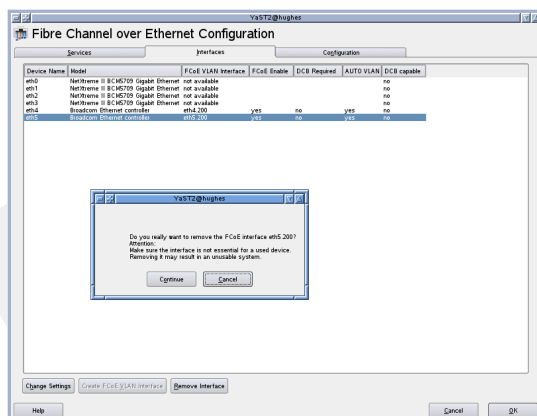 YaST2@hughes
Fibre Channel over Ethernet Configuration
Services Interfaces Configuration
Device Name Model FCoE VLAN Interface FCoE Enable DCB Required AUTO VLAN DCB capable
eth0 NetXtreme II BCM5709 Gigabit Ethernet not available no
eth1 NetXtreme II BCM5709 Gigabit Ethernet not available no
eth2 NetXtreme II BCM5709 Gigabit Ethernet not available no
eth3 NetXtreme II BCM5709 Gigabit Ethernet not available no
eth4 Broadcom Ethernet controller eth4.200 yes no yes no
eth5 Broadcom Ethernet controller eth5.200 yes no yes no
YaST2@hughes
Do you really want to remove the FCoE interface eth5.200?
Attention:
Make sure the interface is not essential for a used device.
Removing it may result in an unusable system.
Continue Cancel
Change Settings Create FCoE VLAN Interface Remove Interface
Help Cancel OK